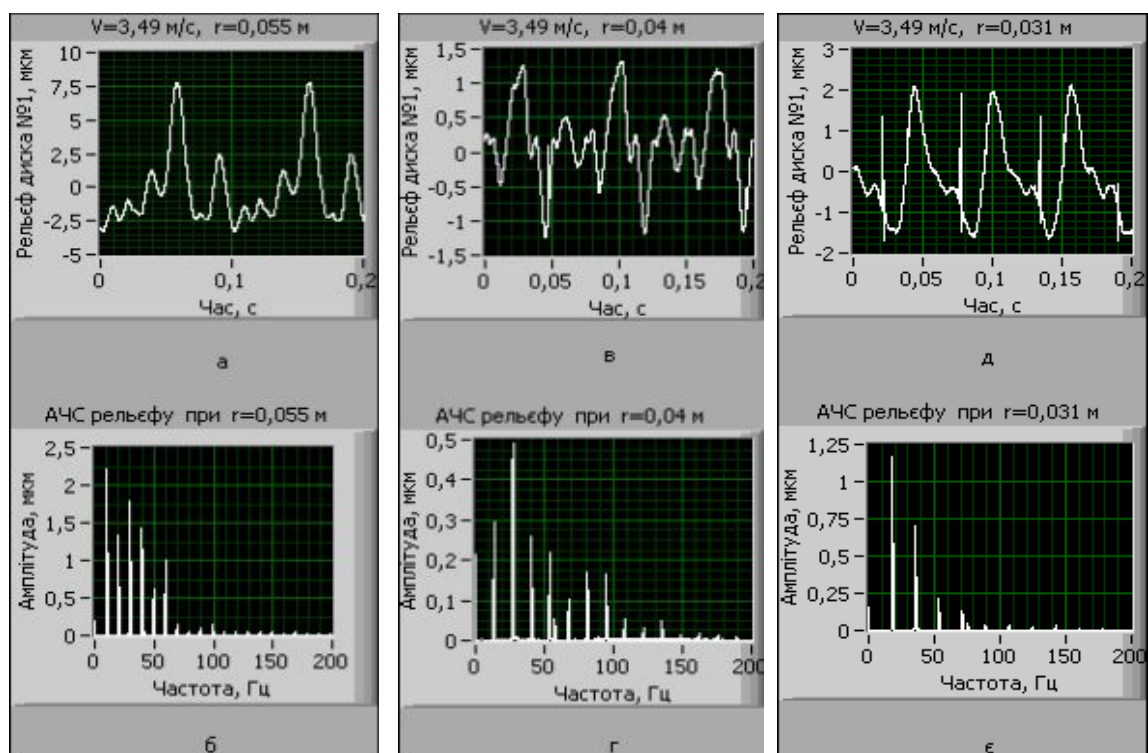 V=3,49 м/с, r=0,055 м
Рельєф диска №1, мкм
10
7,5
5
2,5
0
-2,5
-5
0
0,1
0,2
Час, с
а
АЧС рельєфу при r=0,055 м
Амплітуда, мкм
2,5
2
1,5
1
0,5
0
0
50
100
150
200
Частота, Гц
б
V=3,49 м/с, r=0,04 м
Рельєф диска №1, мкм
1,5
1
0,5
0
-0,5
-1
-1,5
0
0,05
0,1
0,15
0,2
Час, с
в
АЧС рельєфу при r=0,04 м
Амплітуда, мкм
0,5
0,4
0,3
0,2
0,1
0
0
50
100
150
200
Частота, Гц
г
V=3,49 м/с, r=0,031 м
Рельєф диска №1, мкм
3
2
1
0
-1
-2
0
0,05
0,1
0,15
0,2
Час, с
д
АЧС рельєфу при r=0,031 м
Амплітуда, мкм
1,25
1
0,75
0,5
0,25
0
0
50
100
150
200
Частота, Гц
є